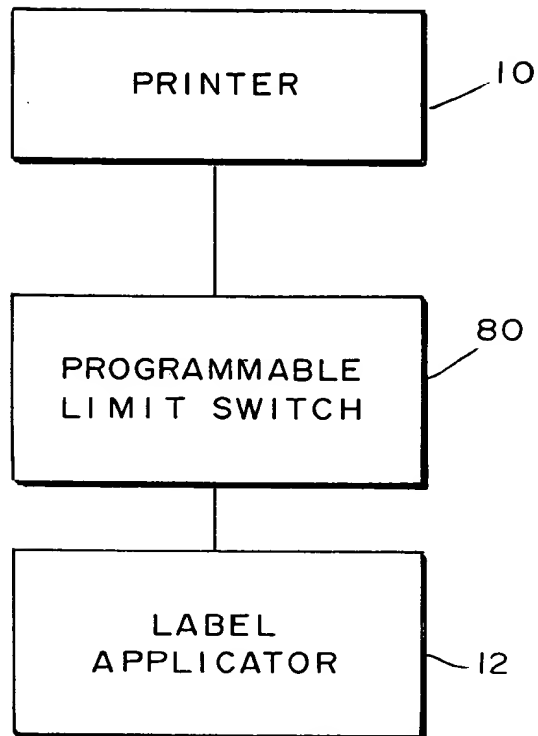 PRINTER
10
PROGRAMMABLE
LIMIT SWITCH
80
LABEL
APPLICATOR
12